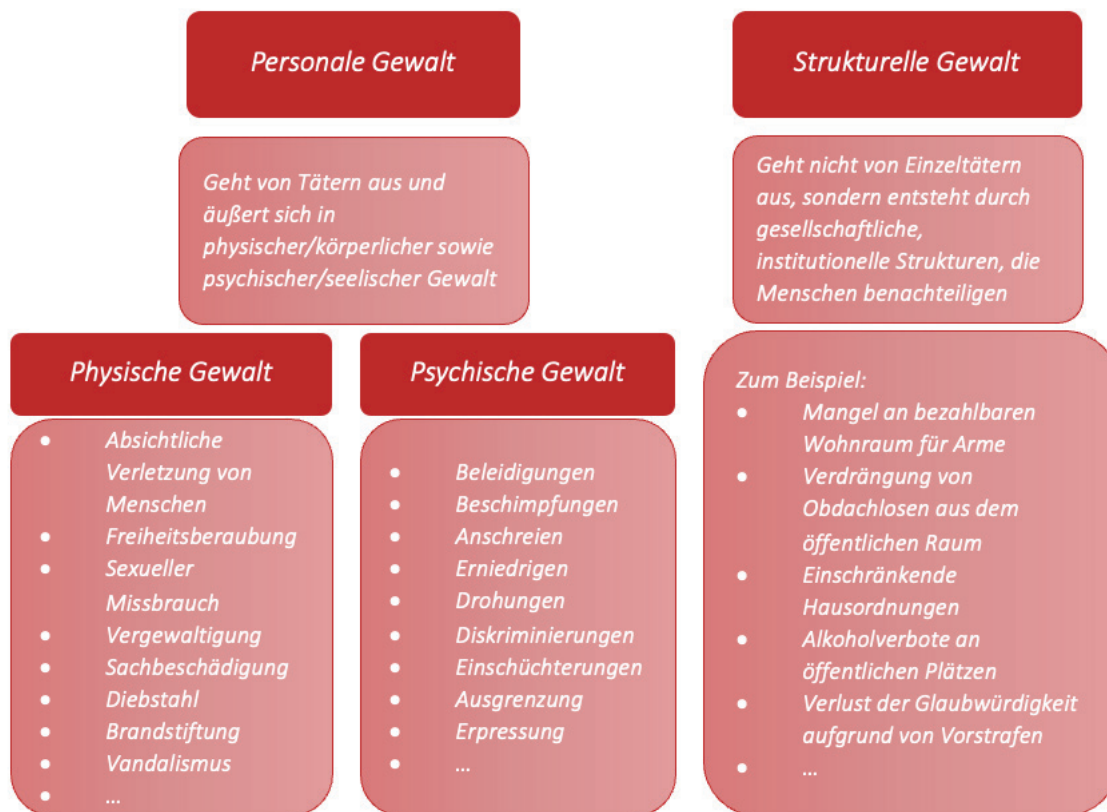 Personale Gewalt
Geht von Tätern aus und
äußert sich in
physischer/körperlicher sowie
psychischer/seelischer Gewalt
Physische Gewalt
• Absichtliche
Verletzung von
Menschen
• Freiheitsberaubung
• Sexueller
Missbrauch
• Vergewaltigung
• Sachbeschädigung
• Diebstahl
• Brandstiftung
• Vandalismus
• ...
Psychische Gewalt
• Beleidigungen
• Beschimpfungen
• Anschreien
• Erniedrigen
• Drohungen
• Diskriminierungen
• Einschüchterungen
• Ausgrenzung
• Erpressung
• ...
Strukturelle Gewalt
Geht nicht von Einzeltätern
aus, sondern entsteht durch
gesellschaftliche,
institutionelle Strukturen, die
Menschen benachteiligen
Zum Beispiel:
• Mangel an bezahlbaren
Wohnraum für Arme
• Verdrängung von
Obdachlosen aus dem
öffentlichen Raum
• Einschränkende
Hausordnungen
• Alkoholverbote an
öffentlichen Plätzen
• Verlust der Glaubwürdigkeit
aufgrund von Vorstrafen
• ...